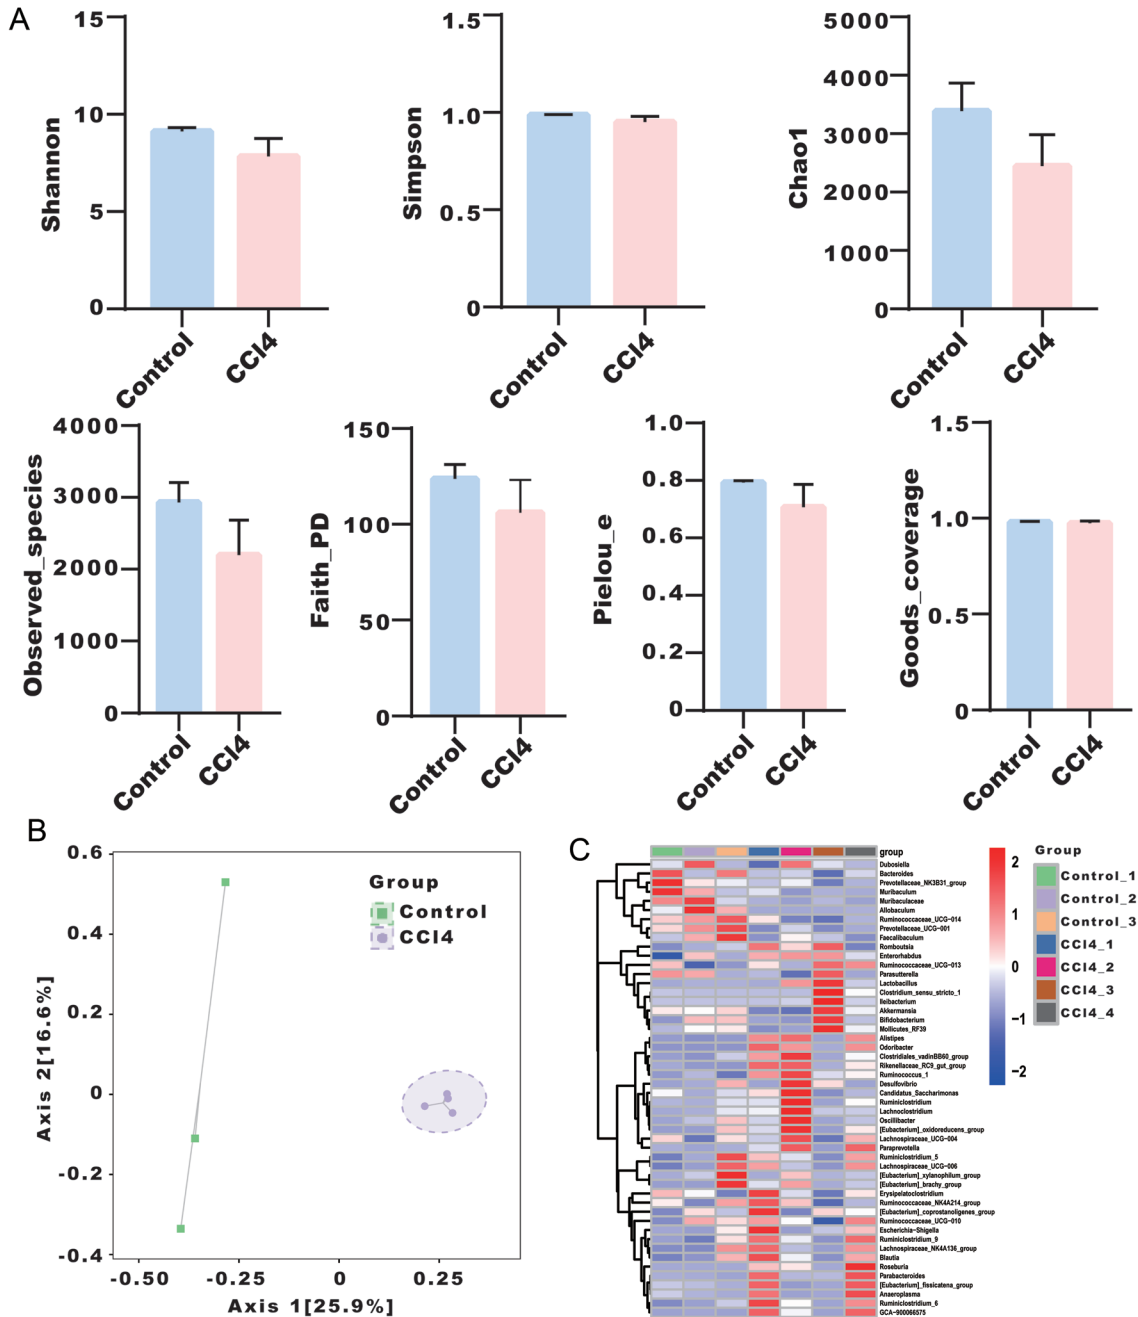 A
Shannon
15
10
5
0
Control
CCl4
Simpson
1.5
1.0
0.5
0
Control
CCl4
Chao1
5000
4000
3000
2000
1000
0
Control
CCl4
Observed_species
4000
3000
2000
1000
0
Control
CCl4
Faith_PD
150
100
50
0
Control
CCl4
Pielou_e
1.0
0.8
0.6
0.4
0.2
0
Control
CCl4
Goods_coverage
1.5
1.0
0.5
0
Control
CCl4
B
Axis 2[16.6%]
0.6
0.4
0.2
0
-0.2
-0.4
-0.50
-0.25
0
0.25
Axis 1[25.9%]
Group
Control
CCl4
C
group
Dubosiella
Bacteroides
Prevotellaceae_NK3B31_group
Muribaculum
Muribaculaceae
Allobaculum
Ruminococcaceae_UCG-014
Prevotellaceae_UCG-001
Faecalibaculum
Romboutsia
Enterorhabdus
Ruminococcaceae_UCG-013
Parasutterella
Lactobacillus
Clostridium_sensu_stricto_1
Ileibacterium
Akkermansia
Bifidobacterium
Mollicutes_RF39
Alistipes
Odoribacter
Clostridiales_vadinBB60_group
Rikenellaceae_RC9_gut_group
Ruminococcus_1
Desulfovibrio
Candidatus_Saccharimonas
Ruminiclostridium
Lachnoclostridium
Oscillibacter
[Eubacterium]_oxidoreducens_group
Lachnospiraceae_UCG-004
Paraprevotella
Ruminiclostridium_5
Lachnospiraceae_UCG-006
[Eubacterium]_xylanophilum_group
[Eubacterium]_brachy_group
Erysipelatoclostridium
Ruminococcaceae_NK4A214_group
[Eubacterium]_coprostanoligenes_group
Ruminococcaceae_UCG-010
Escherichia-Shigella
Ruminiclostridium_9
Lachnospiraceae_NK4A136_group
Blautia
Roseburia
Parabacteroides
[Eubacterium]_fissicatena_group
Anaeroplasma
Ruminiclostridium_6
GCA-900066575
2
1
0
-1
-2
Group
Control_1
Control_2
Control_3
CCl4_1
CCl4_2
CCl4_3
CCl4_4